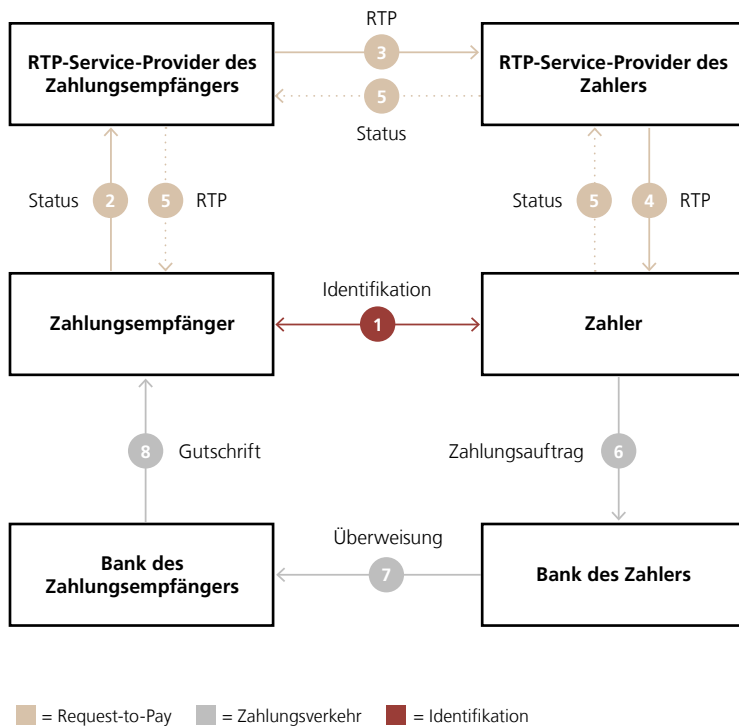 RTP
RTP-Service-Provider des
Zahlungsempfängers
3
RTP-Service-Provider des
Zahlers
5
Status
Status
2
5
RTP
Status
5
4
RTP
Identifikation
Zahlungsempfänger
1
Zahler
8
Gutschrift
Zahlungsauftrag
6
Überweisung
Bank des
Zahlungsempfängers
7
Bank des Zahlers
= Request-to-Pay
= Zahlungsverkehr
= Identifikation